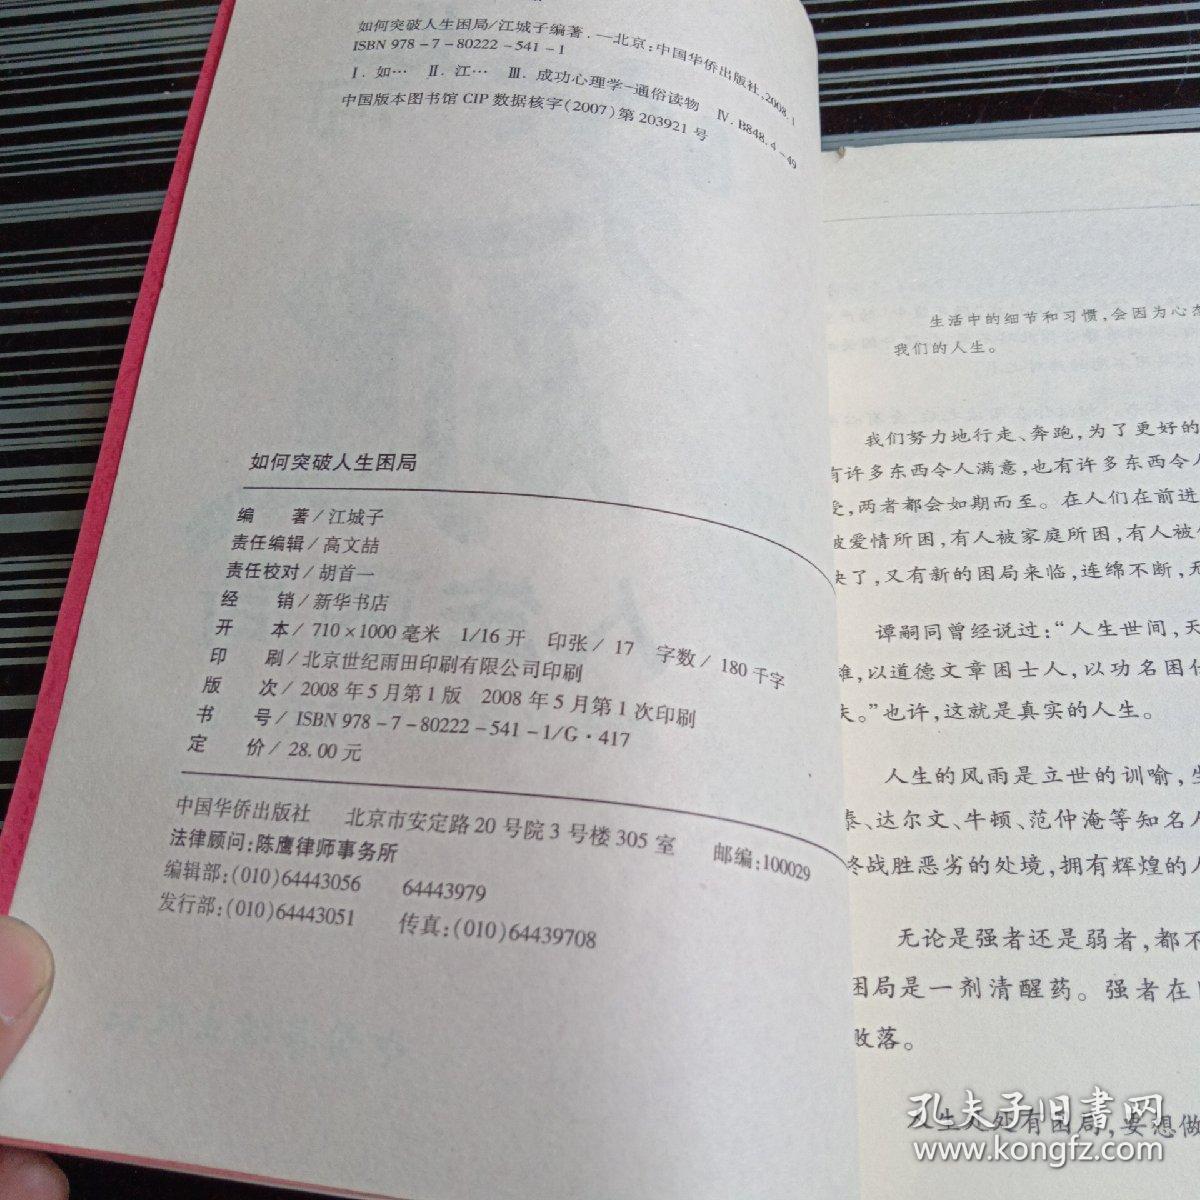 如何突破人生困局/江城子编著.—北京:中国华侨出版社,2008.1
ISBN 978-7-80222-541-1
Ⅰ.如… Ⅱ.江… Ⅲ.成功心理学-通俗读物 Ⅳ.B848.4-49
中国版本图书馆CIP数据核字(2007)第203921号
如何突破人生困局
编 著/江城子
责任编辑/高文喆
责任校对/胡首一
经 销/新华书店
开 本/710×1000毫米 1/16开 印张/17 字数/180千字
印 刷/北京世纪雨田印刷有限公司印刷
版 次/2008年5月第1版 2008年5月第1次印刷
书 号/ISBN 978-7-80222-541-1/G·417
定 价/28.00元
中国华侨出版社 北京市安定路20号院3号楼305室 邮编:100029
法律顾问:陈鹰律师事务所
编辑部:(010)64443056 64443979
发行部:(010)64443051 传真:(010)64439708
生活中的细节和习惯,会因为心态
我们的人生。
我们努力地行走、奔跑,为了更好的
有许多东西令人满意,也有许多东西令人
受,两者都会如期而至。在人们在前进
被爱情所困,有人被家庭所困,有人被
决了,又有新的困局来临,连绵不断,无
谭嗣同曾经说过:“人生世间,天
难,以道德文章困士人,以功名困仕
夫。”也许,这就是真实的人生。
人生的风雨是立世的训喻,生
泰、达尔文、牛顿、范仲淹等知名人
终战胜恶劣的处境,拥有辉煌的人
无论是强者还是弱者,都不
困局是一剂清醒药。强者在
败落。
人生处处有困局,要想做
孔夫子旧书网
www.kongfz.com